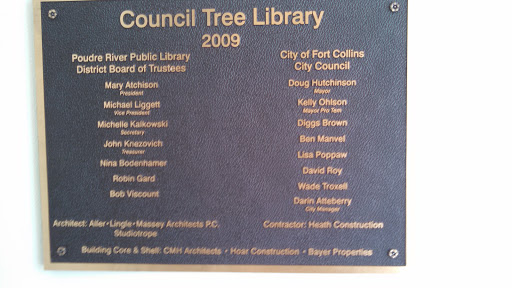 Council Tree Library
2009
Poudre River Public Library
District Board of Trustees
Mary Atchison
President
Michael Liggett
Vice President
Michelle Kalkowski
Secretary
John Knezovich
Treasurer
Nina Bodenhamer
Robin Gard
Bob Viscount
City of Fort Collins
City Council
Doug Hutchinson
Mayor
Kelly Ohlson
Mayor Pro Tem
Diggs Brown
Ben Manvel
Lisa Poppaw
David Roy
Wade Troxell
Darin Atteberry
City Manager
Architect: Aller•Lingle•Massey Architects P.C.
Studiotrope
Contractor: Heath Construction
Building Core & Shell: CMH Architects • Hoar Construction • Bayer Properties